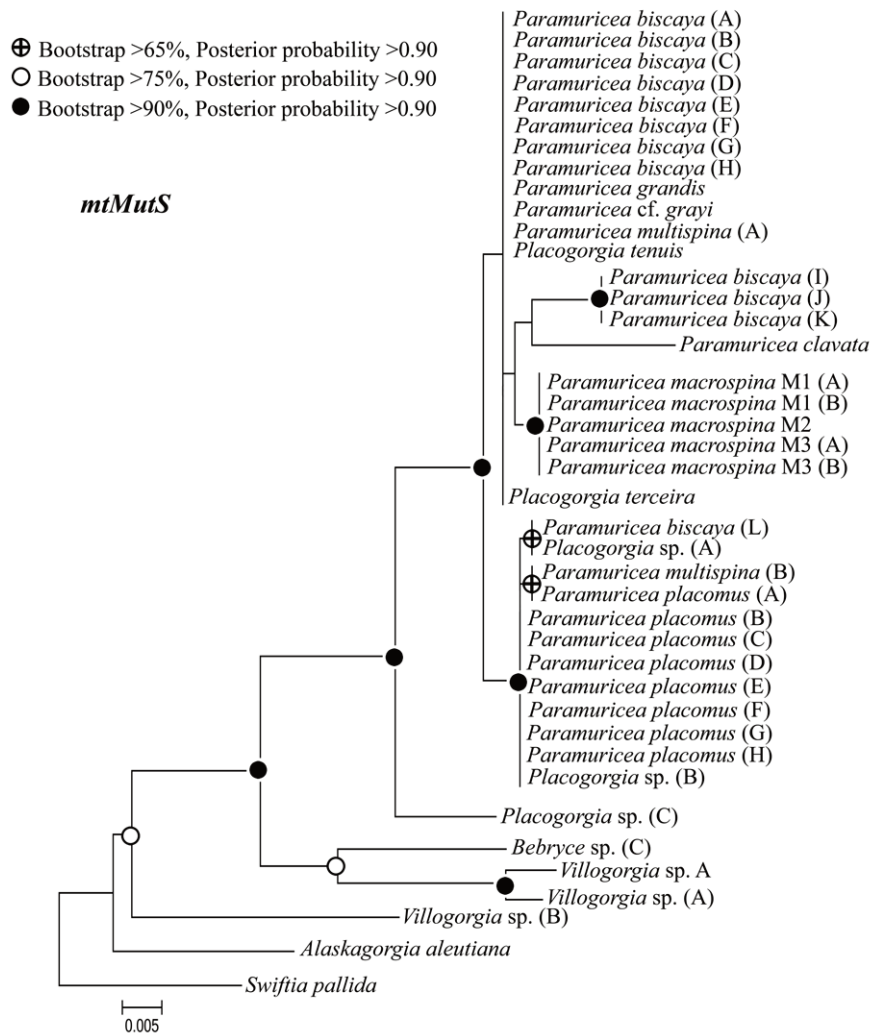 Bootstrap >65%, Posterior probability >0.90
Bootstrap >75%, Posterior probability >0.90
Bootstrap >90%, Posterior probability >0.90
mtMutS
Paramuricea biscaya (A)
Paramuricea biscaya (B)
Paramuricea biscaya (C)
Paramuricea biscaya (D)
Paramuricea biscaya (E)
Paramuricea biscaya (F)
Paramuricea biscaya (G)
Paramuricea biscaya (H)
Paramuricea grandis
Paramuricea cf. grayi
Paramuricea multispina (A)
Placogorgia tenuis
Paramuricea biscaya (I)
Paramuricea biscaya (J)
Paramuricea biscaya (K)
Paramuricea clavata
Paramuricea macrospina M1 (A)
Paramuricea macrospina M1 (B)
Paramuricea macrospina M2
Paramuricea macrospina M3 (A)
Paramuricea macrospina M3 (B)
Placogorgia terceira
Paramuricea biscaya (L)
Placogorgia sp. (A)
Paramuricea multispina (B)
Paramuricea placomus (A)
Paramuricea placomus (B)
Paramuricea placomus (C)
Paramuricea placomus (D)
Paramuricea placomus (E)
Paramuricea placomus (F)
Paramuricea placomus (G)
Paramuricea placomus (H)
Placogorgia sp. (B)
Placogorgia sp. (C)
Bebryce sp. (C)
Villogorgia sp. A
Villogorgia sp. (A)
Villogorgia sp. (B)
Alaskagorgia aleutiana
Swiftia pallida
0.005